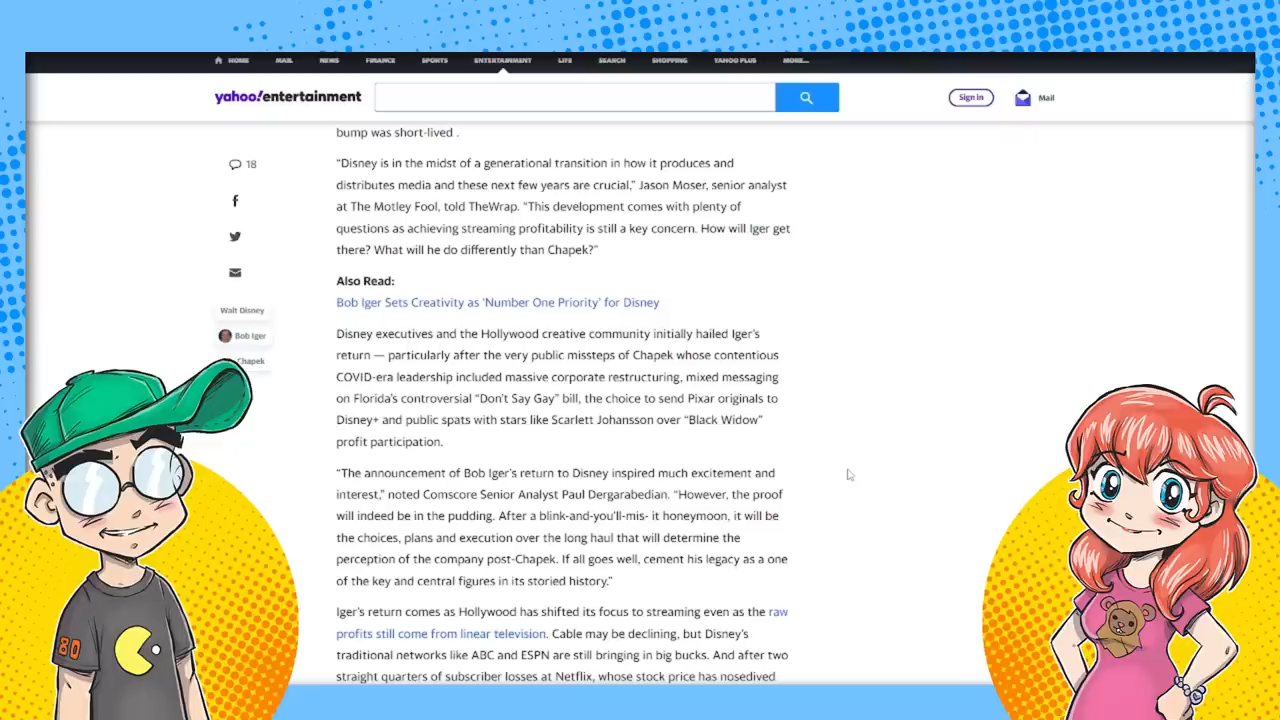 HOME MAIL NEWS FINANCE SPORTS ENTERTAINMENT LIFE SEARCH SHOPPING YAHOO PLUS MORE...
yahoo!entertainment
Sign in
Mail
bump was short-lived .
18
“Disney is in the midst of a generational transition in how it produces and
distributes media and these next few years are crucial,” Jason Moser, senior analyst
at The Motley Fool, told TheWrap. “This development comes with plenty of
questions as achieving streaming profitability is still a key concern. How will Iger get
there? What will he do differently than Chapek?”
Also Read:
Bob Iger Sets Creativity as ‘Number One Priority’ for Disney
Walt Disney
Bob Iger
Chapek
Disney executives and the Hollywood creative community initially hailed Iger’s
return — particularly after the very public missteps of Chapek whose contentious
COVID-era leadership included massive corporate restructuring, mixed messaging
on Florida’s controversial “Don’t Say Gay” bill, the choice to send Pixar originals to
Disney+ and public spats with stars like Scarlett Johansson over “Black Widow”
profit participation.
“The announcement of Bob Iger’s return to Disney inspired much excitement and
interest,” noted Comscore Senior Analyst Paul Dergarabedian. “However, the proof
will indeed be in the pudding. After a blink-and-you’ll-mis- it honeymoon, it will be
the choices, plans and execution over the long haul that will determine the
perception of the company post-Chapek. If all goes well, cement his legacy as a one
of the key and central figures in its storied history.”
Iger’s return comes as Hollywood has shifted its focus to streaming even as the raw
profits still come from linear television. Cable may be declining, but Disney’s
traditional networks like ABC and ESPN are still bringing in big bucks. And after two
straight quarters of subscriber losses at Netflix, whose stock price has nosedived
80